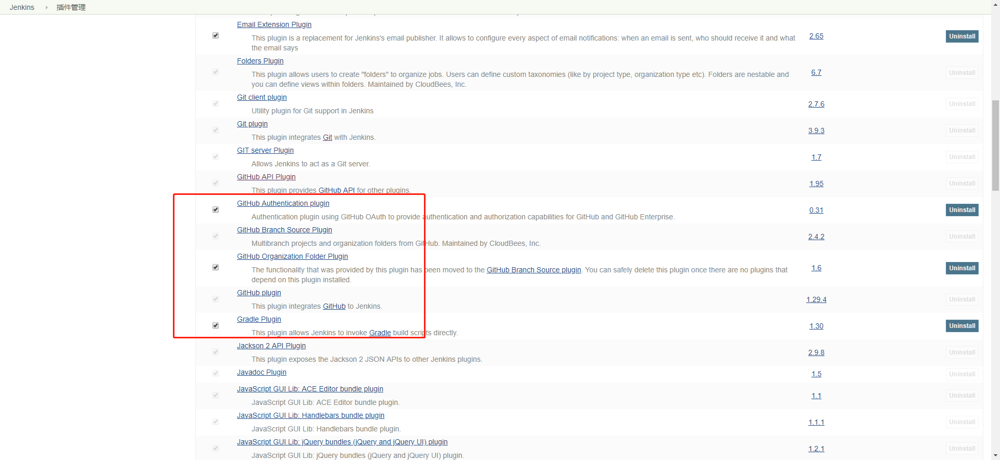 Jenkins 插件管理
Email Extension Plugin
This plugin is a replacement for Jenkins's email publisher. It allows to configure every aspect of email notifications: when an email is sent, who should receive it and what
the email says
2.65
Uninstall
Folders Plugin
This plugin allows users to create "folders" to organize jobs. Users can define custom taxonomies (like by project type, organization type etc). Folders are nestable and
you can define views within folders. Maintained by CloudBees, Inc.
6.7
Uninstall
Git client plugin
Utility plugin for Git support in Jenkins
2.7.6
Uninstall
Git plugin
This plugin integrates Git with Jenkins.
3.9.3
Uninstall
GIT server Plugin
Allows Jenkins to act as a Git server.
1.7
Uninstall
GitHub API Plugin
This plugin provides GitHub API for other plugins.
1.95
Uninstall
GitHub Authentication plugin
Authentication plugin using GitHub OAuth to provide authentication and authorization capabilities for GitHub and GitHub Enterprise.
0.31
Uninstall
GitHub Branch Source Plugin
Multibranch projects and organization folders from GitHub. Maintained by CloudBees, Inc.
2.4.2
Uninstall
GitHub Organization Folder Plugin
The functionality that was provided by this plugin has been moved to the GitHub Branch Source plugin. You can safely delete this plugin once there are no plugins that
depend on this plugin installed.
1.6
Uninstall
GitHub plugin
This plugin integrates GitHub to Jenkins.
1.29.4
Uninstall
Gradle Plugin
This plugin allows Jenkins to invoke Gradle build scripts directly.
1.30
Uninstall
Jackson 2 API Plugin
This plugin exposes the Jackson 2 JSON APIs to other Jenkins plugins.
2.9.8
Uninstall
Javadoc Plugin
1.5
Uninstall
JavaScript GUI Lib: ACE Editor bundle plugin
JavaScript GUI Lib: ACE Editor bundle plugin.
1.1
Uninstall
JavaScript GUI Lib: Handlebars bundle plugin
JavaScript GUI Lib: Handlebars bundle plugin.
1.1.1
Uninstall
JavaScript GUI Lib: jQuery bundles (jQuery and jQuery UI) plugin
JavaScript GUI Lib: jQuery bundles (jQuery and jQuery UI) plugin.
1.2.1
Uninstall